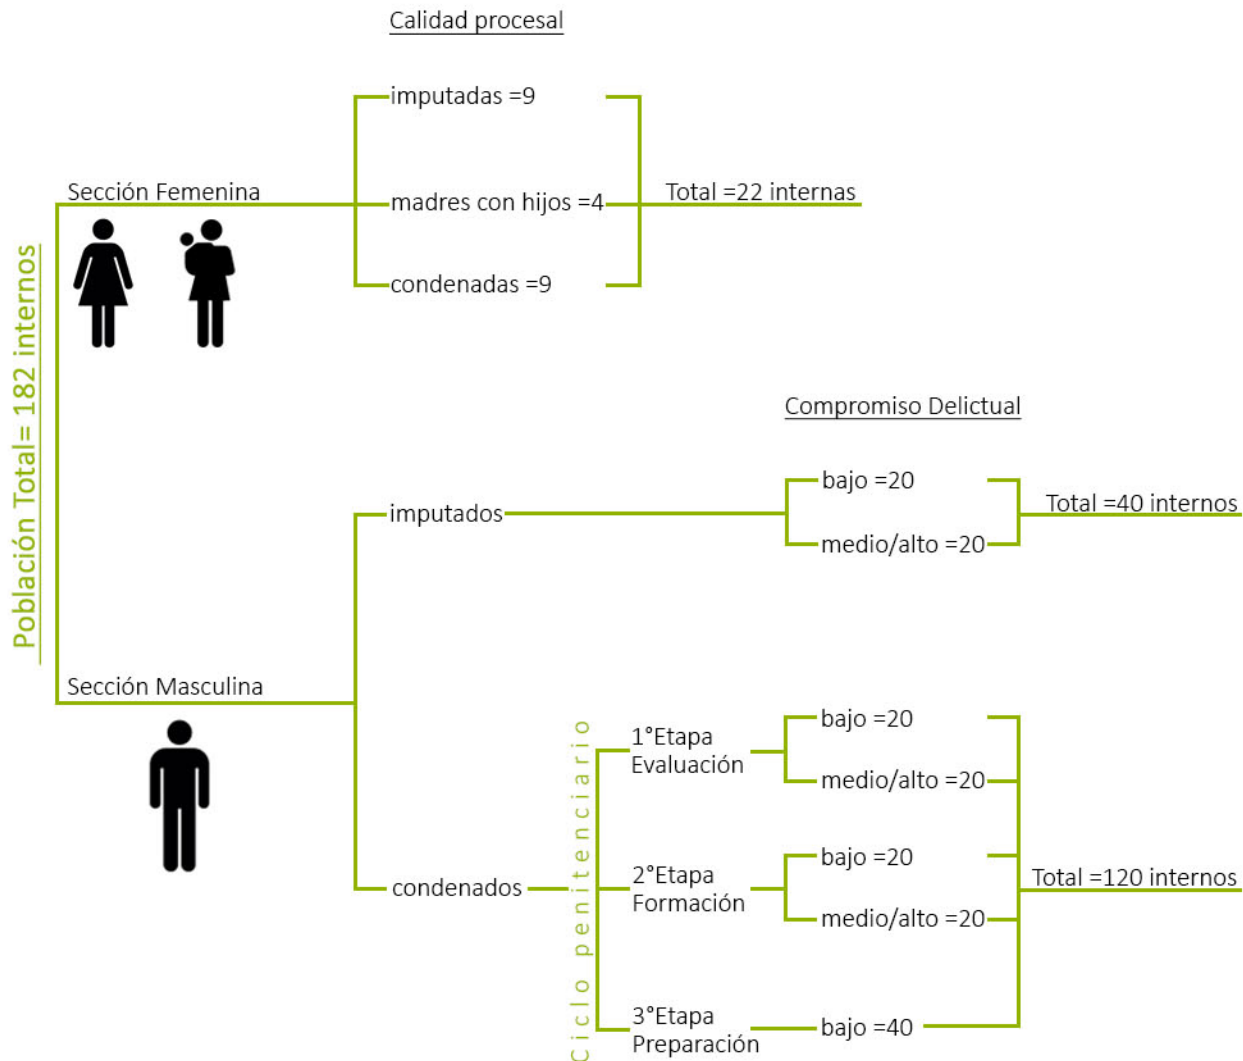 Calidad procesal
imputadas =9
Sección Femenina
madres con hijos =4
Total =22 internas
condenadas =9
Población Total= 182 internos
Compromiso Delictual
bajo =20
imputados
Total =40 internos
medio/alto =20
Sección Masculina
Ciclo penitenciario
1°Etapa
Evaluación
bajo =20
medio/alto =20
condenados
2°Etapa
Formación
bajo =20
medio/alto =20
Total =120 internos
3°Etapa
Preparación
bajo =40